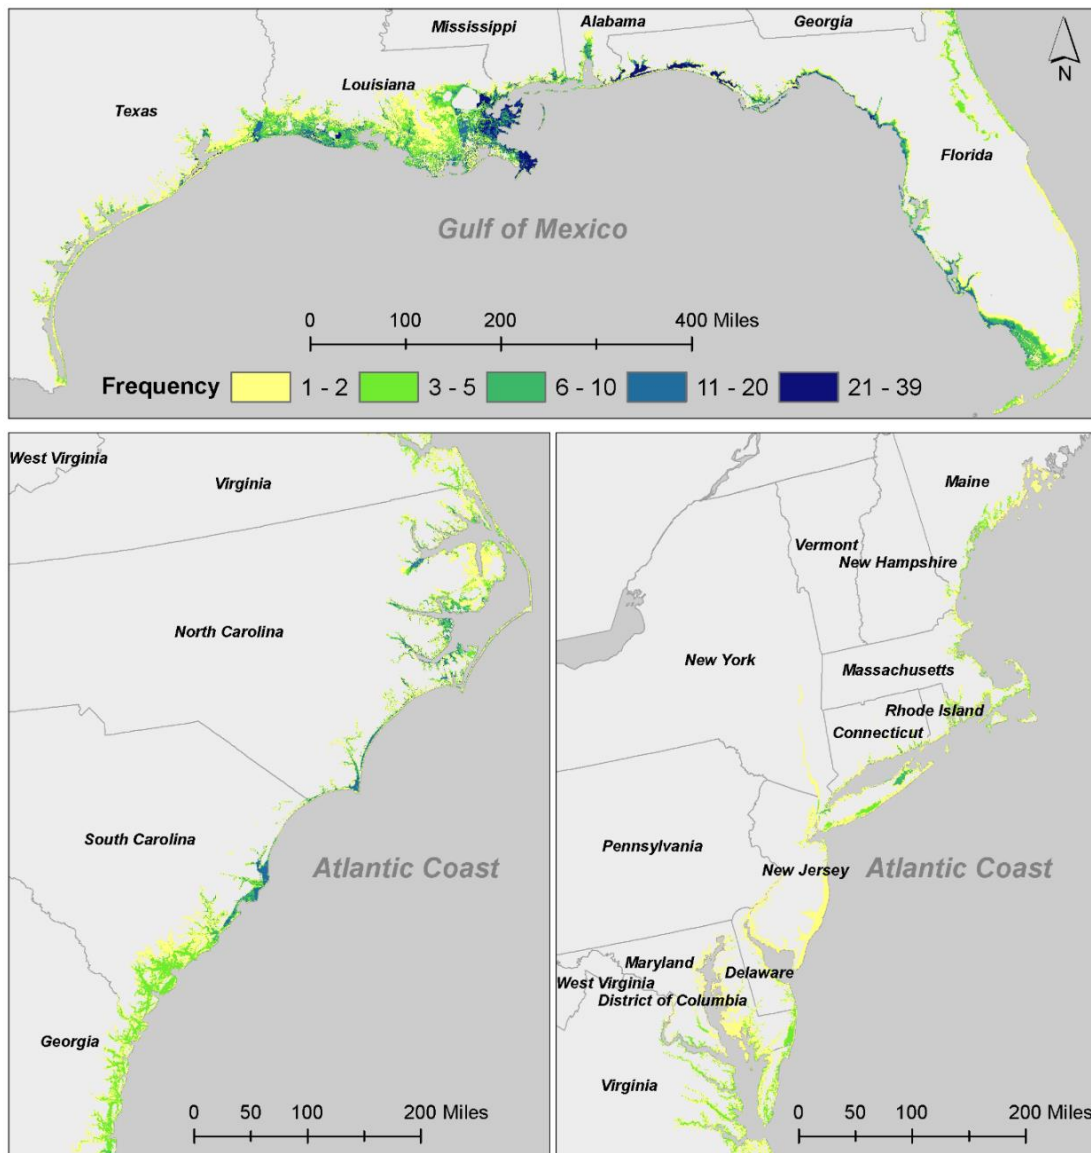 Mississippi
Alabama
Georgia
Louisiana
Texas
N
Florida
Gulf of Mexico
0 100 200 400 Miles
Frequency 1 - 2 3 - 5 6 - 10 11 - 20 21 - 39
West Virginia
Virginia
North Carolina
South Carolina
Atlantic Coast
Georgia
0 50 100 200 Miles
Maine
Vermont
New Hampshire
New York
Massachusetts
Rhode Island
Connecticut
Pennsylvania
New Jersey
Atlantic Coast
Maryland
Delaware
West Virginia
District of Columbia
Virginia
0 50 100 200 Miles